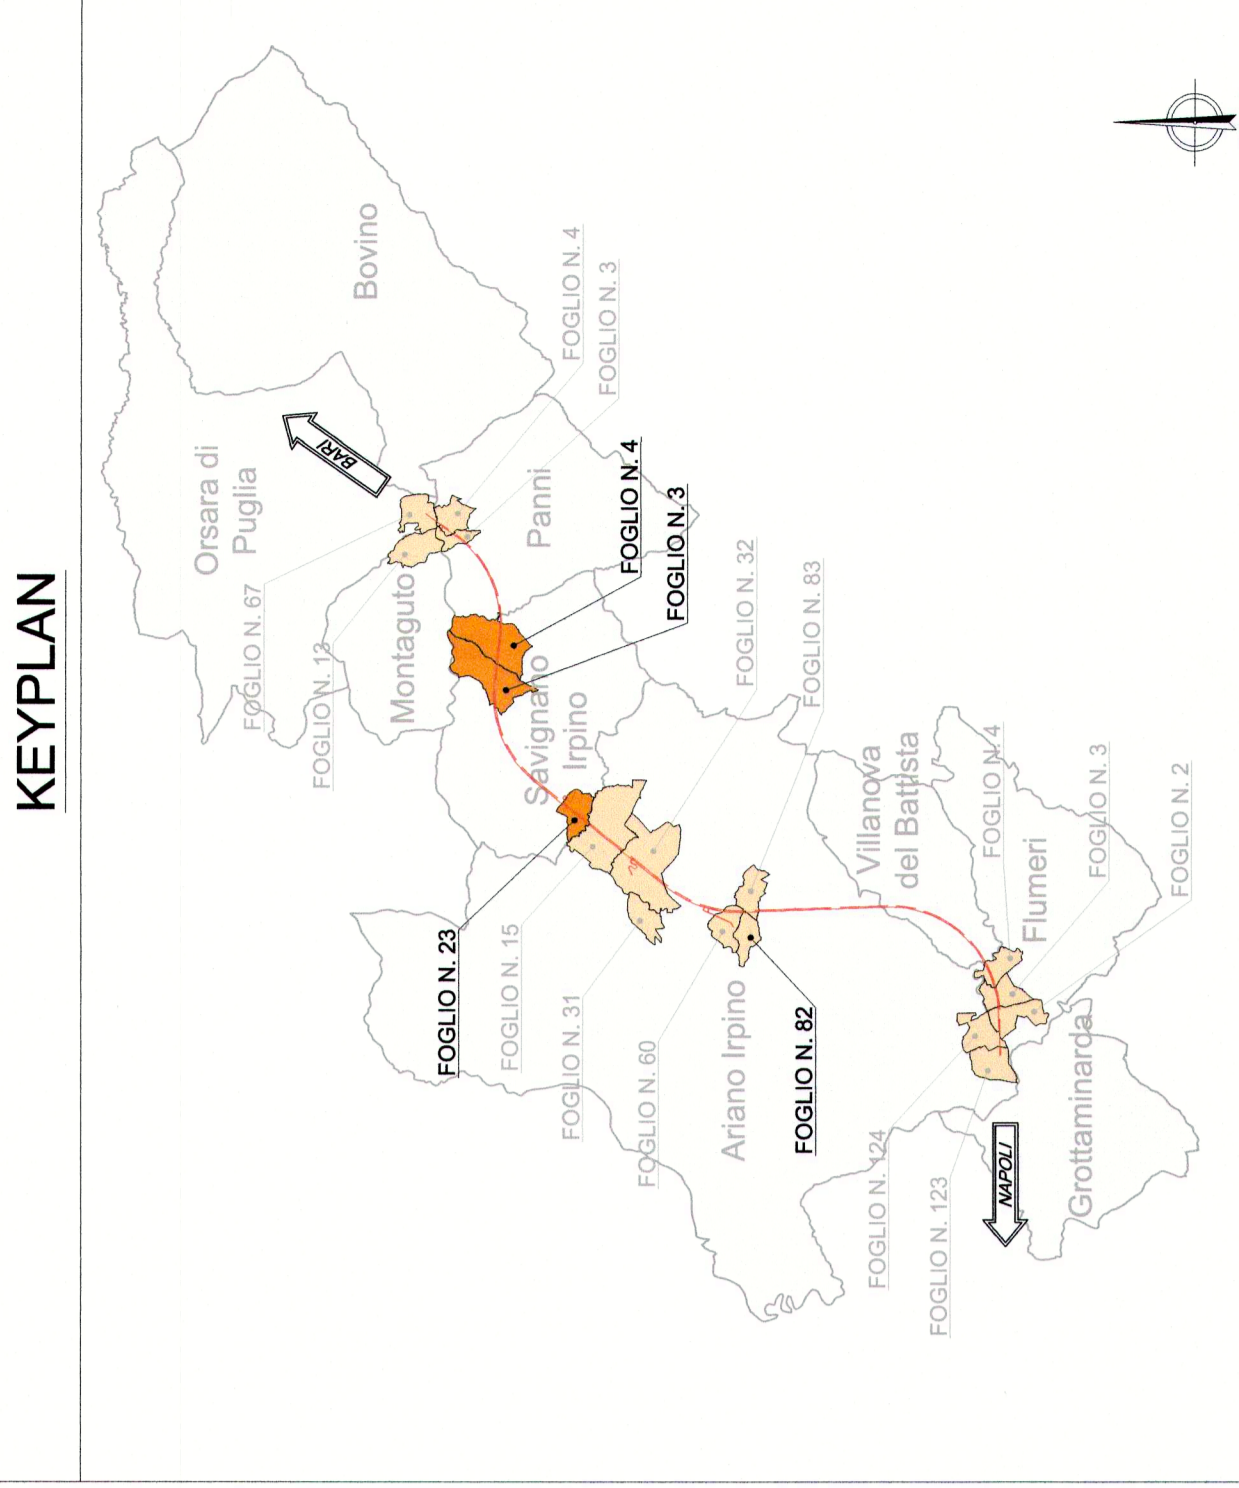 KEYPLAN
Bovino
Orsara di
Puglia
BARI
FOGLIO N. 4
FOGLIO N. 3
FOGLIO N. 67
FOGLIO N. 13
Montaguto
Panni
FOGLIO N. 4
FOGLIO N. 3
Savignano
Irpino
FOGLIO N. 32
FOGLIO N. 83
FOGLIO N. 23
FOGLIO N. 15
FOGLIO N. 31
FOGLIO N. 60
Ariano Irpino
FOGLIO N. 82
Villanova
del Battista
FOGLIO N. 4
Flumeri
FOGLIO N. 3
FOGLIO N. 2
FOGLIO N. 124
FOGLIO N. 123
NAPOLI
Grottaminarda